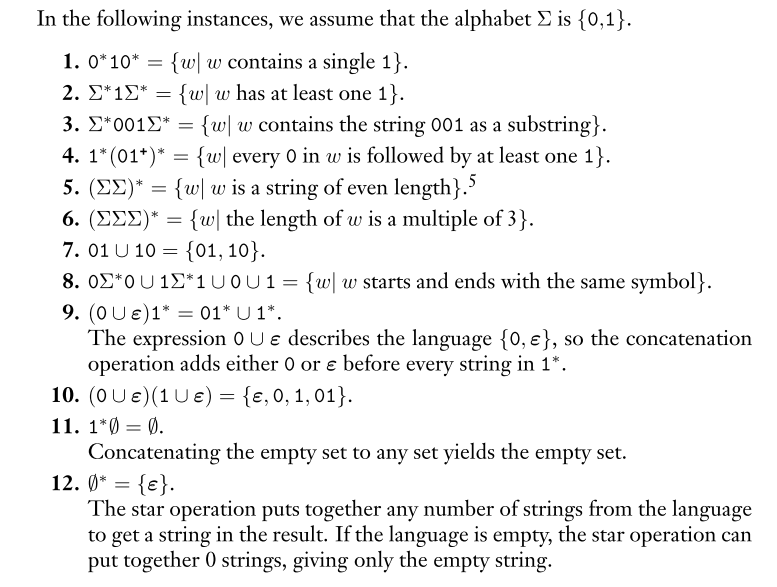 In the following instances, we assume that the alphabet Σ is {0,1}.
1. 0*10* = {w| w contains a single 1}.
2. Σ*1Σ* = {w| w has at least one 1}.
3. Σ*001Σ* = {w| w contains the string 001 as a substring}.
4. 1*(01⁺)* = {w| every 0 in w is followed by at least one 1}.
5. (ΣΣ)* = {w| w is a string of even length}.⁵
6. (ΣΣΣ)* = {w| the length of w is a multiple of 3}.
7. 01 ∪ 10 = {01, 10}.
8. 0Σ*0 ∪ 1Σ*1 ∪ 0 ∪ 1 = {w| w starts and ends with the same symbol}.
9. (0 ∪ ε)1* = 01* ∪ 1*.
The expression 0 ∪ ε describes the language {0, ε}, so the concatenation
operation adds either 0 or ε before every string in 1*.
10. (0 ∪ ε)(1 ∪ ε) = {ε, 0, 1, 01}.
11. 1*∅ = ∅.
Concatenating the empty set to any set yields the empty set.
12. ∅* = {ε}.
The star operation puts together any number of strings from the language
to get a string in the result. If the language is empty, the star operation can
put together 0 strings, giving only the empty string.